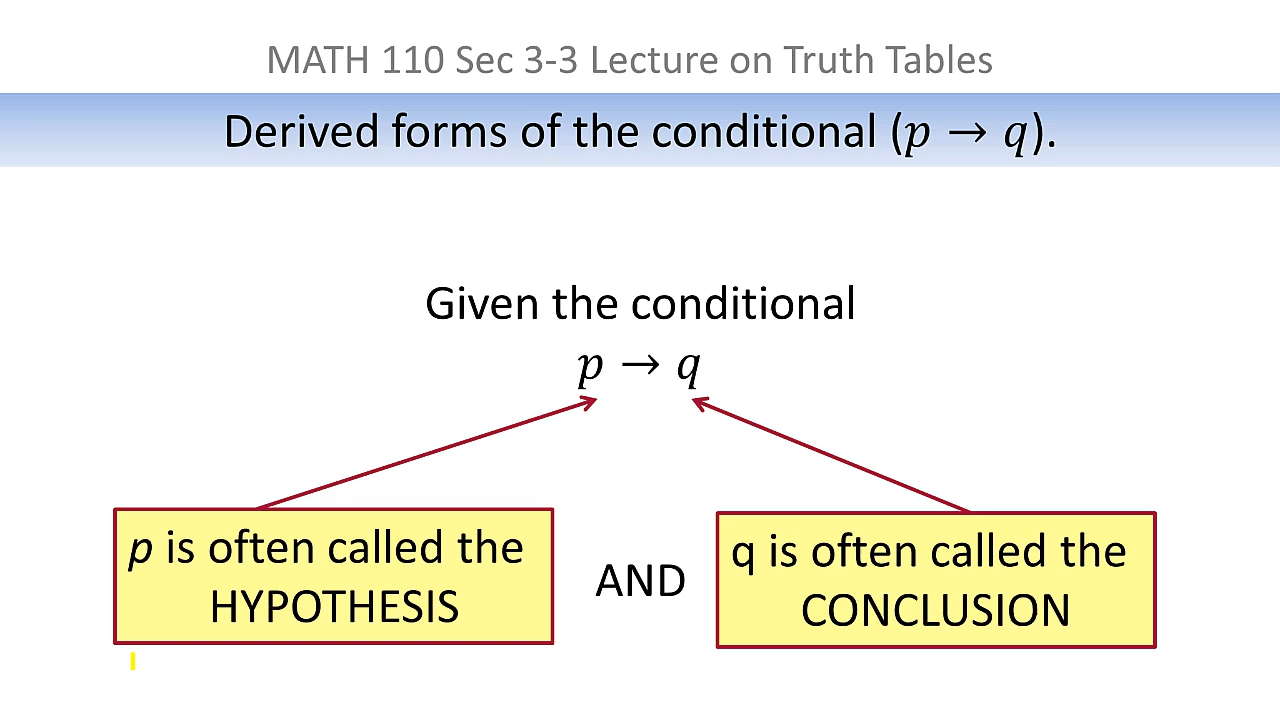 MATH 110 Sec 3-3 Lecture on Truth Tables
Derived forms of the conditional (𝑝 → 𝑞).
Given the conditional
𝑝 → 𝑞
p is often called the
HYPOTHESIS
AND
q is often called the
CONCLUSION